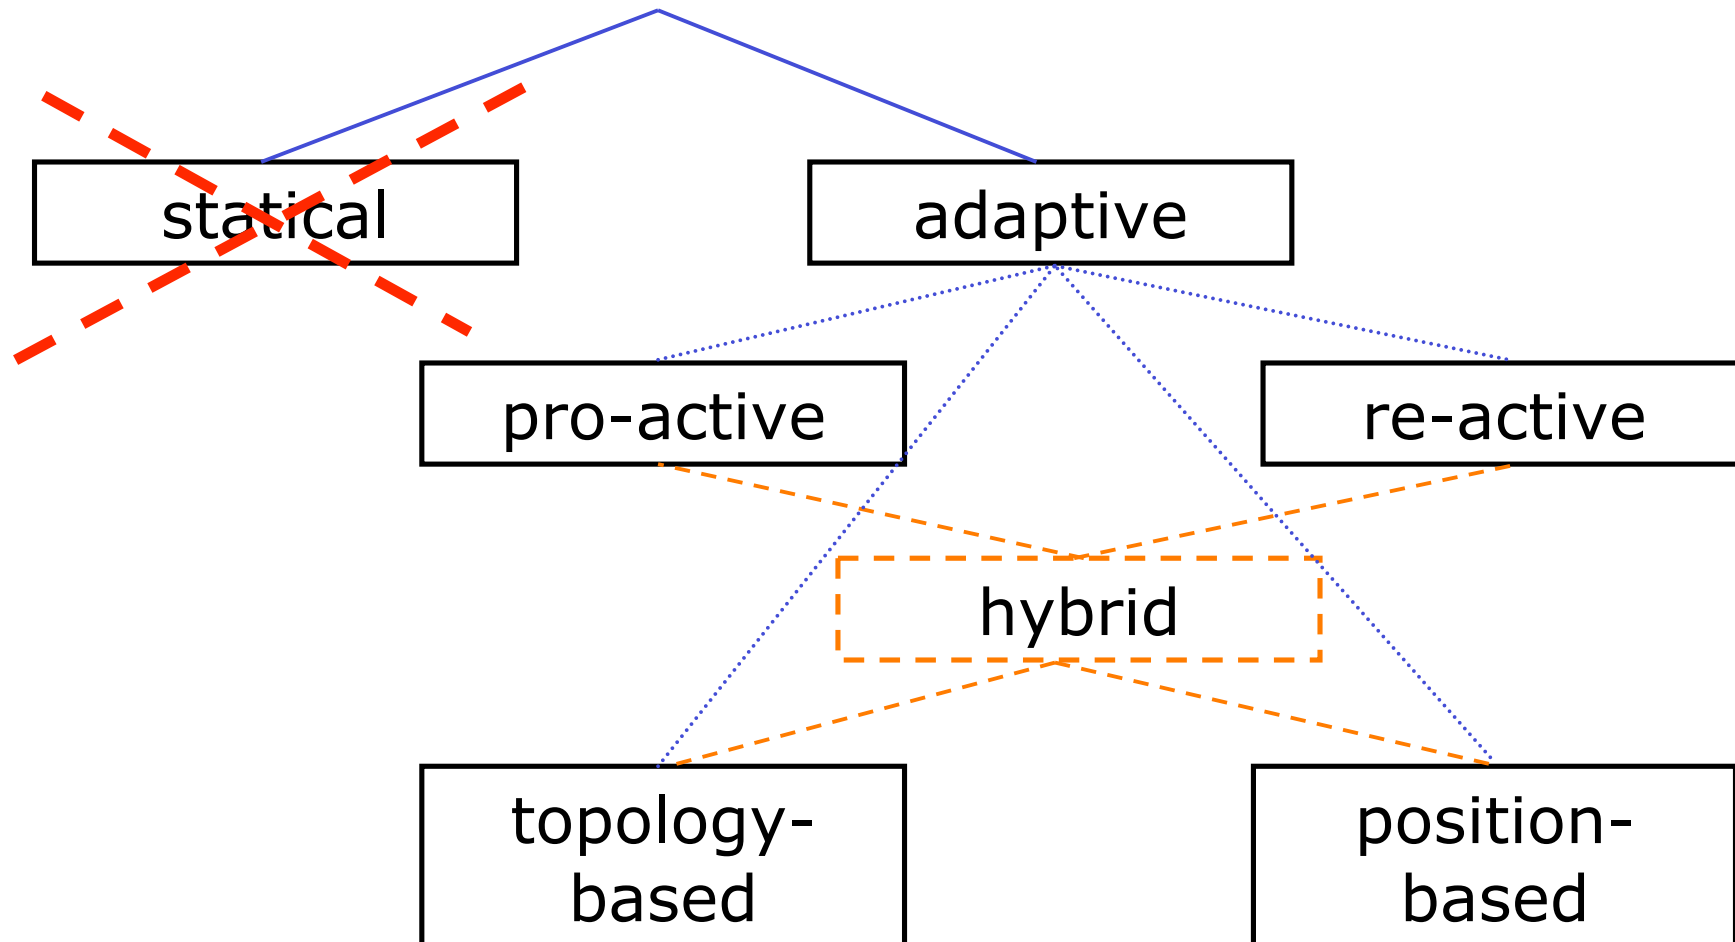 statical
adaptive
pro-active
re-active
hybrid
topology-
based
position-
based